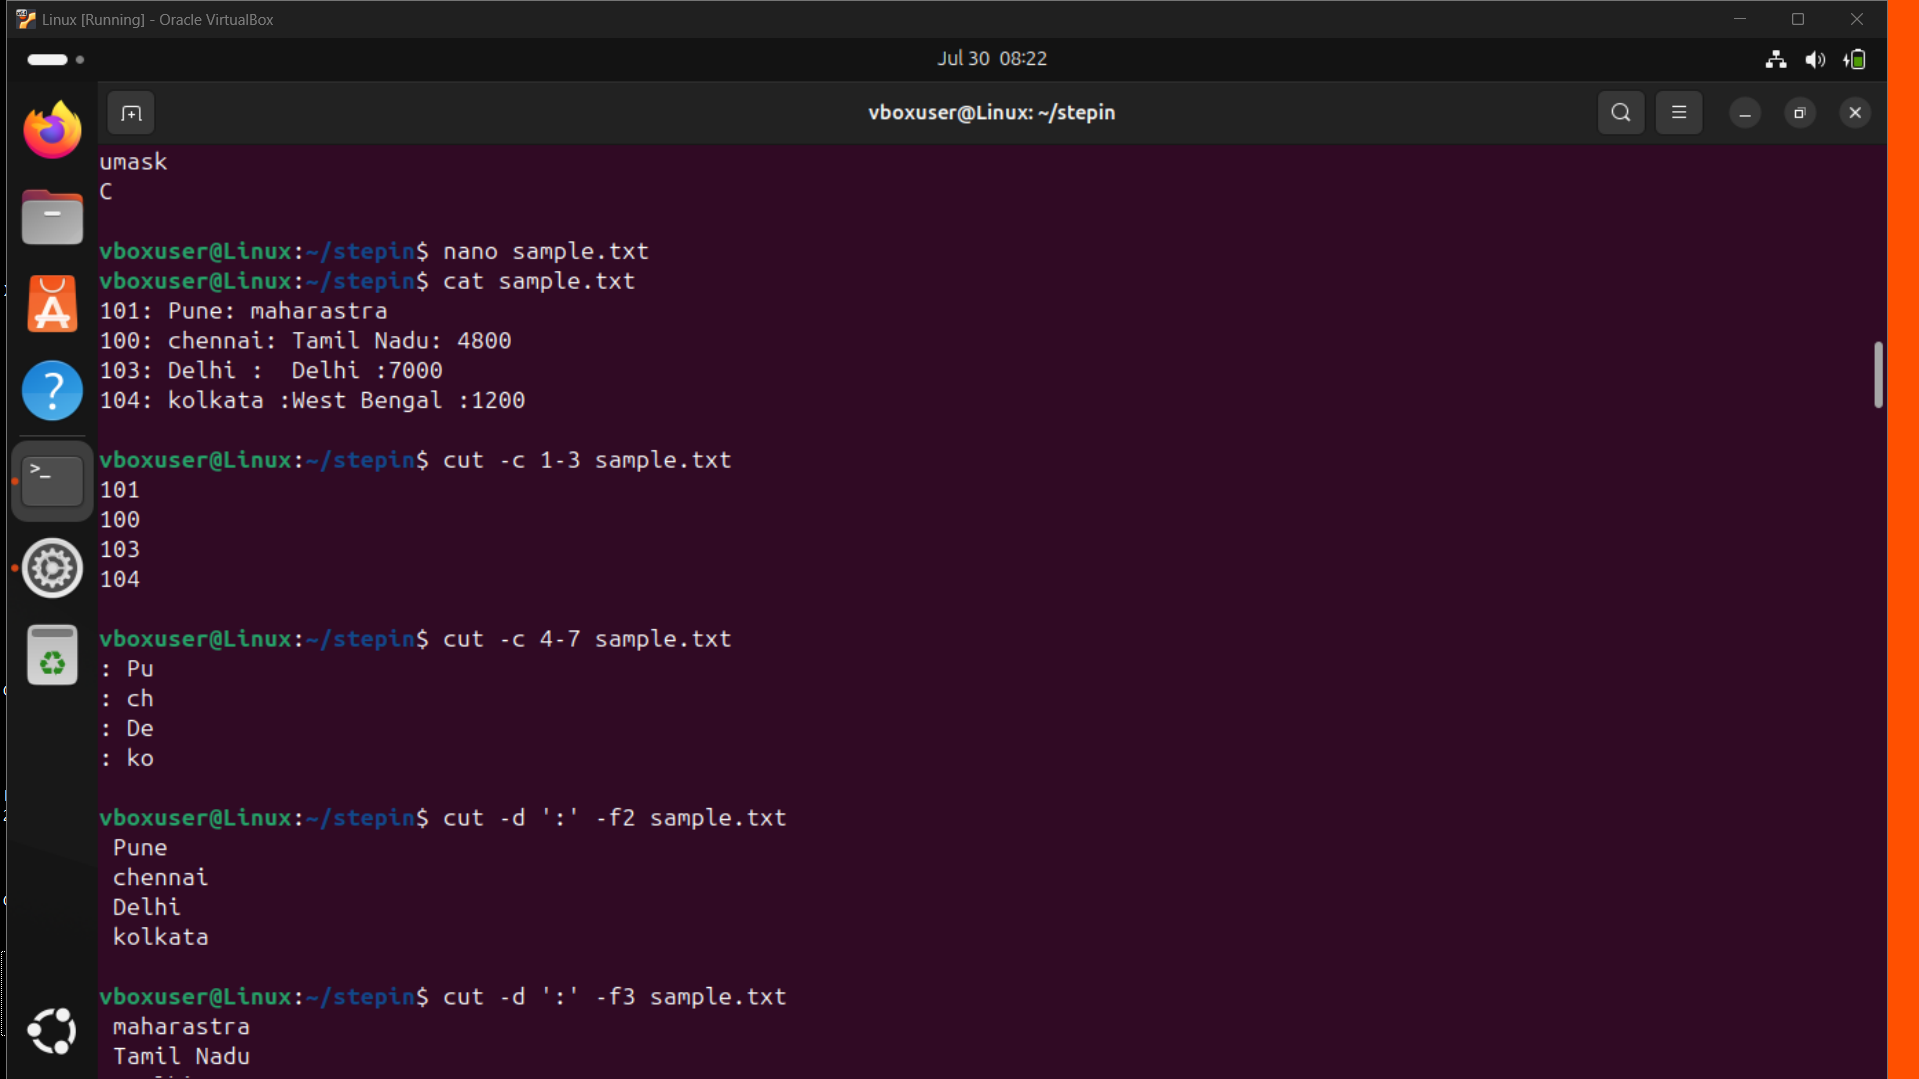 Linux [Running] - Oracle VirtualBox
Jul 30 08:22
vboxuser@Linux: ~/stepin
umask
C
vboxuser@Linux:~/stepin$ nano sample.txt
vboxuser@Linux:~/stepin$ cat sample.txt
101: Pune: maharastra
100: chennai: Tamil Nadu: 4800
103: Delhi :  Delhi :7000
104: kolkata :West Bengal :1200
vboxuser@Linux:~/stepin$ cut -c 1-3 sample.txt
101
100
103
104
vboxuser@Linux:~/stepin$ cut -c 4-7 sample.txt
: Pu
: ch
: De
: ko
vboxuser@Linux:~/stepin$ cut -d ':' -f2 sample.txt
 Pune
 chennai
 Delhi
 kolkata
vboxuser@Linux:~/stepin$ cut -d ':' -f3 sample.txt
 maharastra
 Tamil Nadu